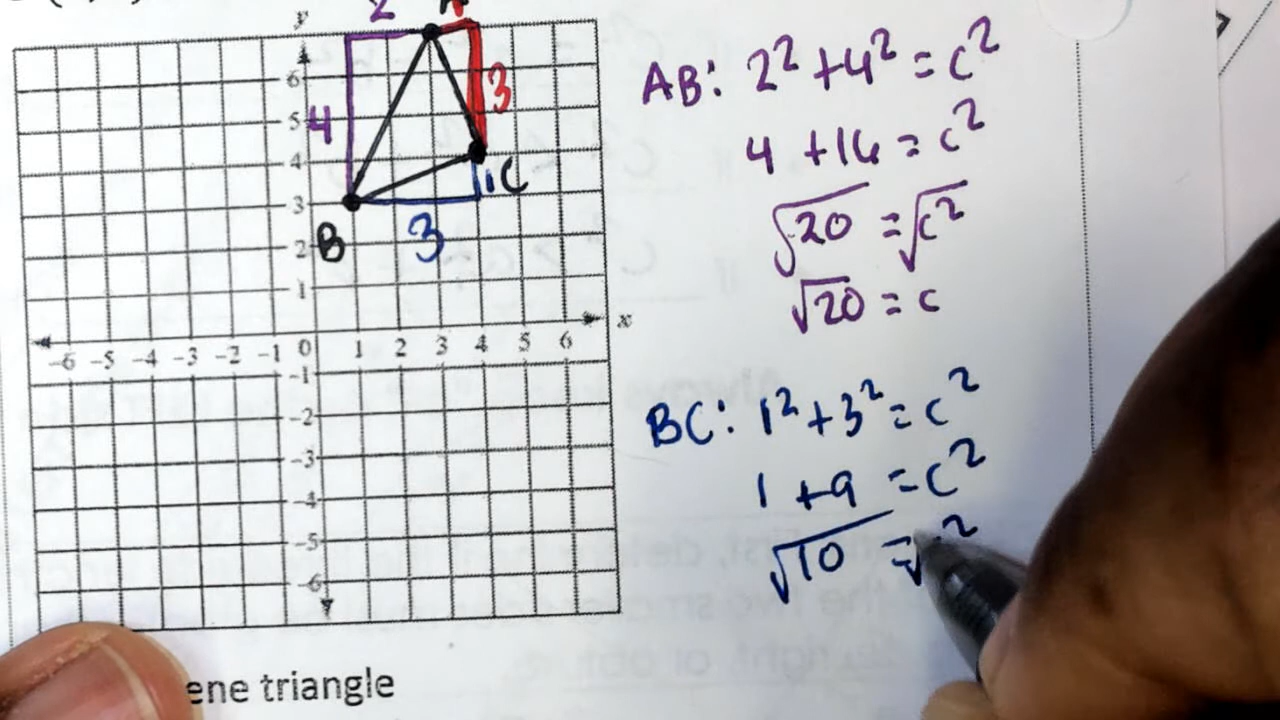 2 A
y
6
5
4
3
2
1
-6 -5 -4 -3 -2 -1 0 1 2 3 4 5 6 x
-1
-2
-3
-4
-5
-6
4
3
1 C
B
3
AB: 2² + 4² = c²
4 + 16 = c²
√20 = √c²
√20 = c
BC: 1² + 3² = c²
1 + 9 = c²
√10 =
ene triangle